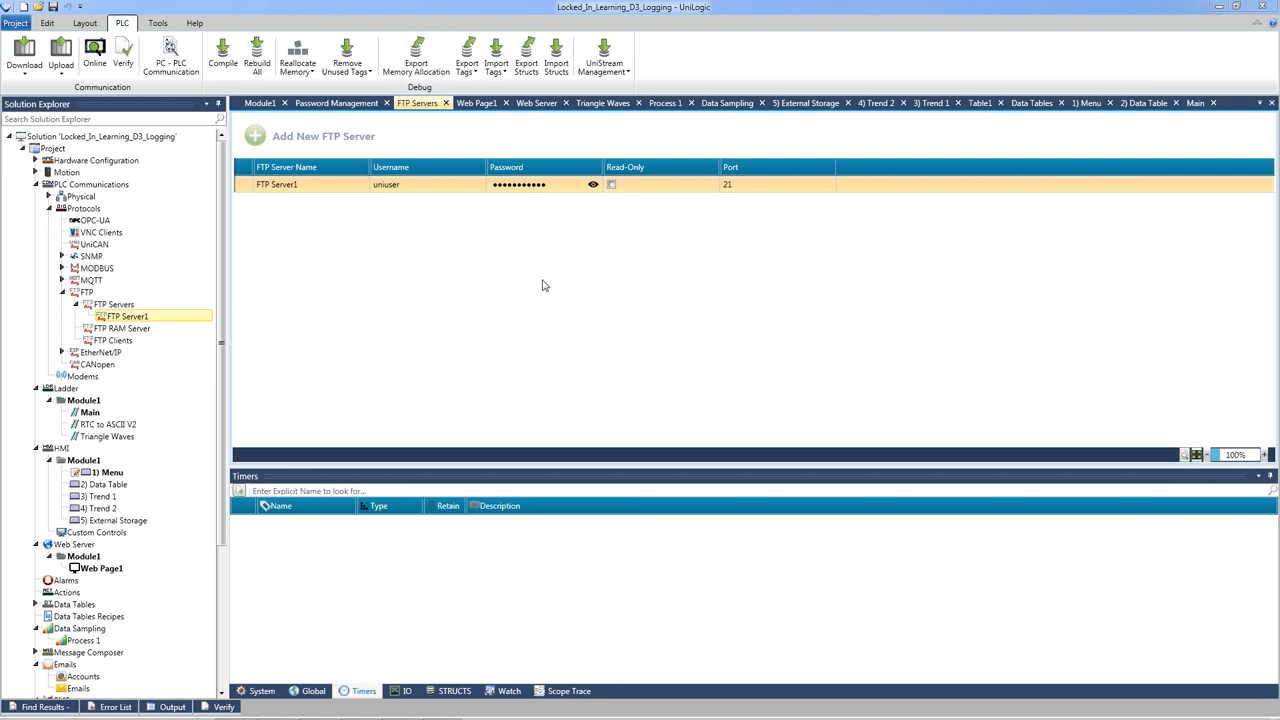 Locked_In_Learning_D3_Logging - UniLogic
Project Edit Layout PLC Tools Help
Download Upload Online Verify PC - PLC Communication Compile Rebuild All Reallocate Memory Remove Unused Tags Export Memory Allocation Export Tags Import Tags Export Structs Import Structs UniStream Management
Communication Debug
Solution Explorer
Module1 Password Management FTP Servers Web Page1 Web Server Triangle Waves Process 1 Data Sampling 5) External Storage 4) Trend 2 3) Trend 1 Table1 Data Tables 1) Menu 2) Data Table Main
Search Solution Explorer
Solution 'Locked_In_Learning_D3_Logging'
Project
Hardware Configuration
Motion
PLC Communications
Physical
Protocols
OPC-UA
VNC Clients
UniCAN
SNMP
MODBUS
MQTT
FTP
FTP Servers
FTP Server1
FTP RAM Server
FTP Clients
EtherNet/IP
CANopen
Modems
Ladder
Module1
Main
RTC to ASCII V2
Triangle Waves
HMI
Module1
1) Menu
2) Data Table
3) Trend 1
4) Trend 2
5) External Storage
Custom Controls
Web Server
Module1
Web Page1
Alarms
Actions
Data Tables
Data Tables Recipes
Data Sampling
Process 1
Message Composer
Emails
Accounts
Emails
Add New FTP Server
FTP Server Name Username Password Read-Only Port
FTP Server1 uniuser ●●●●●●●●●●● 21
100%
Timers
Enter Explicit Name to look for...
Name Type Retain Description
System Global Timers IO STRUCTS Watch Scope Trace
Find Results - Error List Output Verify